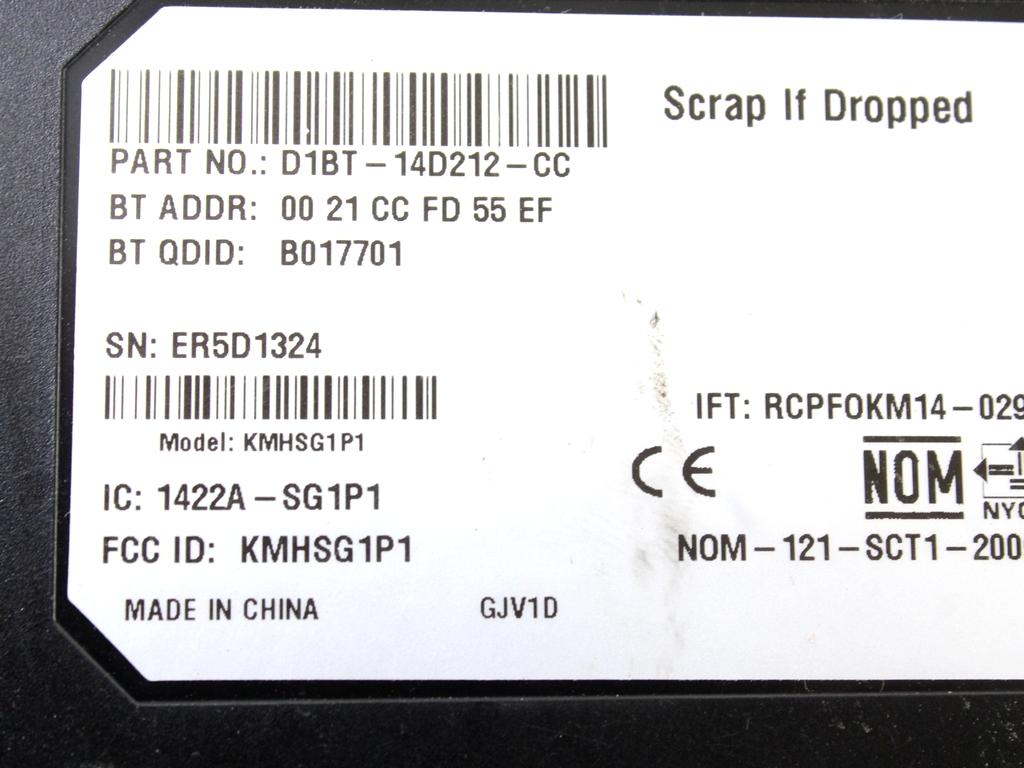 Scrap If Dropped
PART NO.: D1BT-14D212-CC
BT ADDR: 00 21 CC FD 55 EF
BT QDID: B017701
SN: ER5D1324
Model: KMHSG1P1
IFT: RCPFOKM14-029
IC: 1422A-SG1P1
CE
NOM
NYC
FCC ID: KMHSG1P1
NOM-121-SCT1-200
MADE IN CHINA
GJV1D